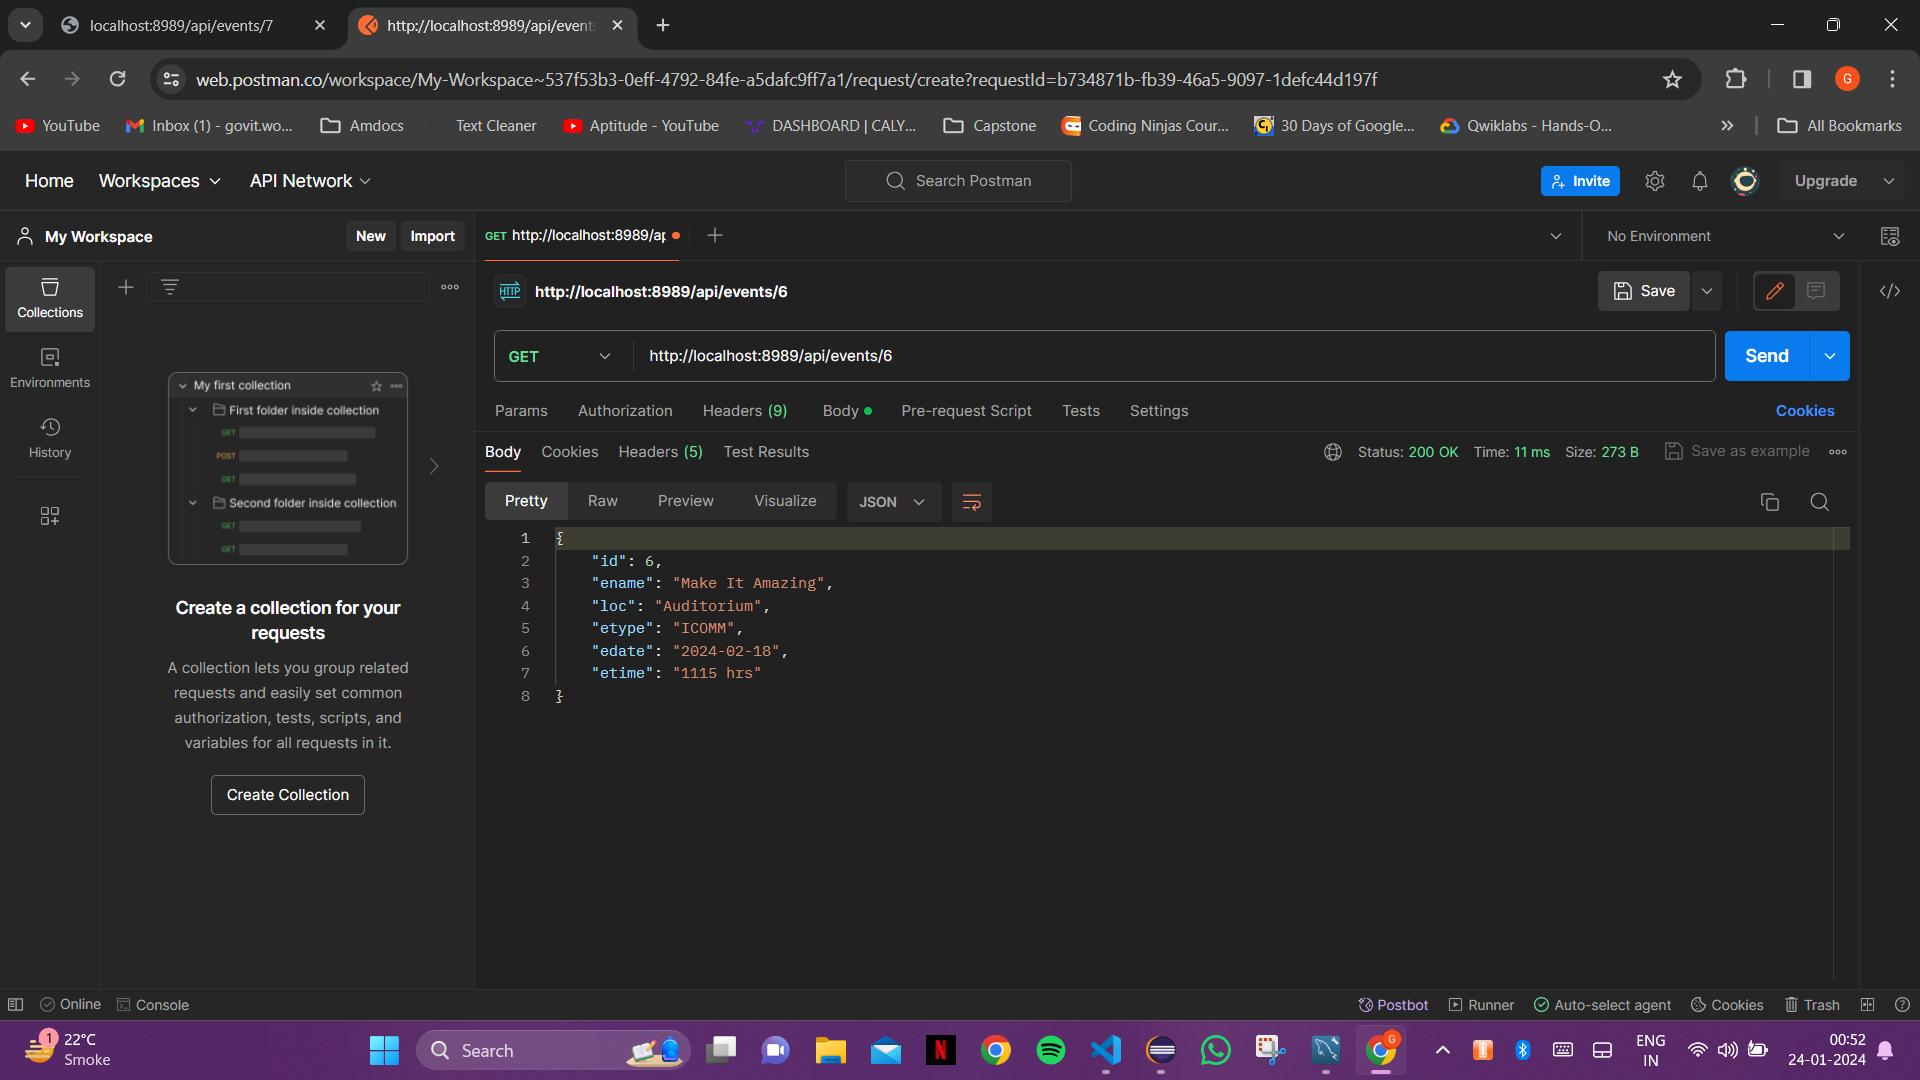 localhost:8989/api/events/7
http://localhost:8989/api/event
web.postman.co/workspace/My-Workspace~537f53b3-0eff-4792-84fe-a5dafc9ff7a1/request/create?requestId=b734871b-fb39-46a5-9097-1defc44d197f
G
YouTube
Inbox (1) - govit.wo...
Amdocs
Text Cleaner
Aptitude - YouTube
DASHBOARD | CALY...
Capstone
Coding Ninjas Cour...
30 Days of Google...
Qwiklabs - Hands-O...
All Bookmarks
Home
Workspaces
API Network
Search Postman
Invite
Upgrade
My Workspace
New
Import
GET http://localhost:8989/ap
No Environment
Collections
Environments
History
My first collection
First folder inside collection
GET
POST
GET
Second folder inside collection
GET
GET
Create a collection for your
requests
A collection lets you group related
requests and easily set common
authorization, tests, scripts, and
variables for all requests in it.
Create Collection
HTTP
http://localhost:8989/api/events/6
Save
GET
http://localhost:8989/api/events/6
Send
Params
Authorization
Headers (9)
Body
Pre-request Script
Tests
Settings
Cookies
Body
Cookies
Headers (5)
Test Results
Status: 200 OK
Time: 11 ms
Size: 273 B
Save as example
Pretty
Raw
Preview
Visualize
JSON
1 {
2 "id": 6,
3 "ename": "Make It Amazing",
4 "loc": "Auditorium",
5 "etype": "ICOMM",
6 "edate": "2024-02-18",
7 "etime": "1115 hrs"
8 }
Online
Console
Postbot
Runner
Auto-select agent
Cookies
Trash
1
22°C
Smoke
Search
N
G
ENG
IN
00:52
24-01-2024